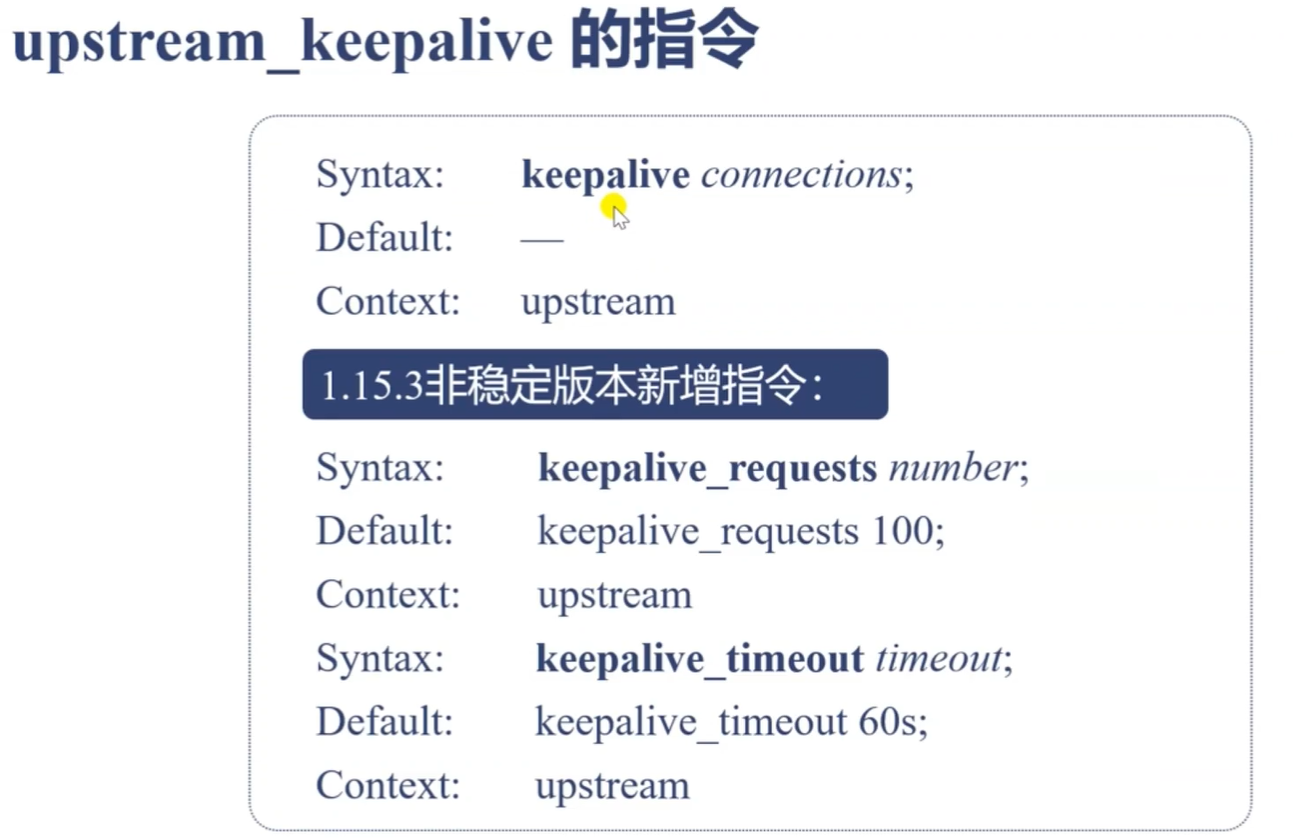 upstream_keepalive 的指令
Syntax: keepalive connections;
Default: —
Context: upstream
1.15.3非稳定版本新增指令：
Syntax: keepalive_requests number;
Default: keepalive_requests 100;
Context: upstream
Syntax: keepalive_timeout timeout;
Default: keepalive_timeout 60s;
Context: upstream